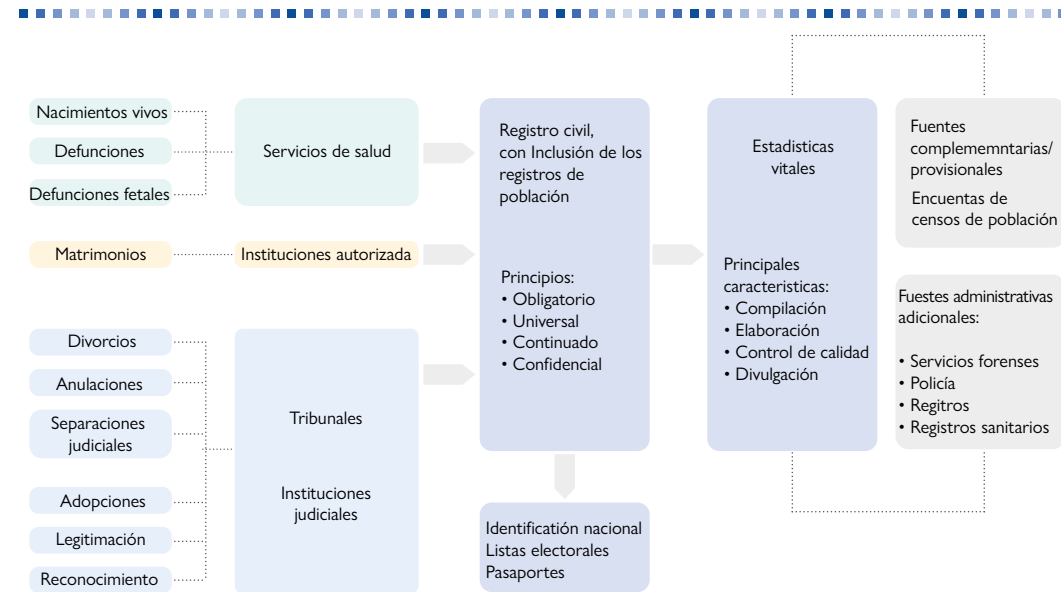 Nacimientos vivos
Defunciones
Defunciones fetales
Servicios de salud
Matrimonios
Instituciones autorizada
Divorcios
Anulaciones
Separaciones
judiciales
Adopciones
Legitimación
Reconocimiento
Tribunales
Instituciones
judiciales
Registro civil,
con Inclusión de los
registros de
población
Principios:
• Obligatorio
• Universal
• Continuado
• Confidencial
Identificatión nacional
Listas electorales
Pasaportes
Estadisticas
vitales
Principales
caracteristicas:
• Compilación
• Elaboración
• Control de calidad
• Divulgación
Fuentes
complememntarias/
provisionales
Encuentas de
censos de población
Fuestes administrativas
adicionales:
• Servicios forenses
• Policía
• Regitros
• Registros sanitarios